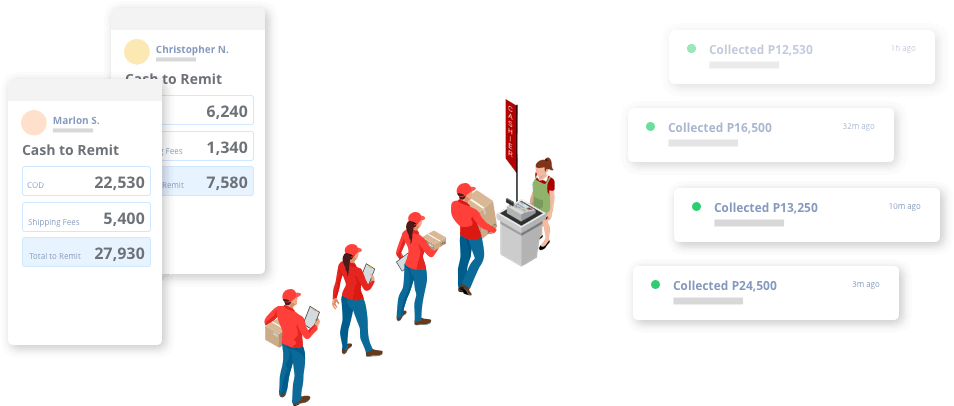 Christopher N.
Cash to Remit
6,240
Fees 1,340
Remit 7,580
Marlon S.
Cash to Remit
COD 22,530
Shipping Fees 5,400
Total to Remit 27,930
CASHIER
Collected P12,530 1h ago
Collected P16,500 32m ago
Collected P13,250 10m ago
Collected P24,500 3m ago